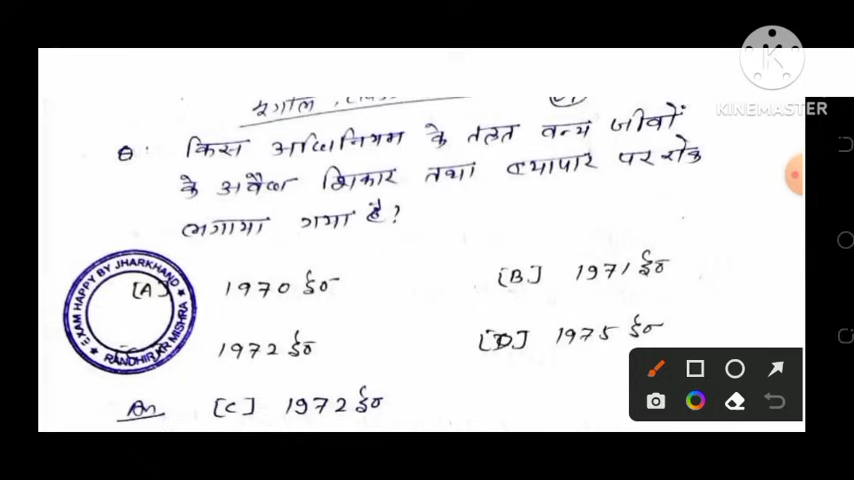 KINEMASTER
Q. किस अधिनियम के तहत वन्य जीवों
के अवैध शिकार तथा व्यापार पर रोक
लगाया गया है?
[A] 1970 ई०
[B] 1971 ई०
1972 ई०
[D] 1975 ई०
EXAM HAPPY BY JHARKHAND
RANDHIR KR MISHRA
Ans [C] 1972 ई०